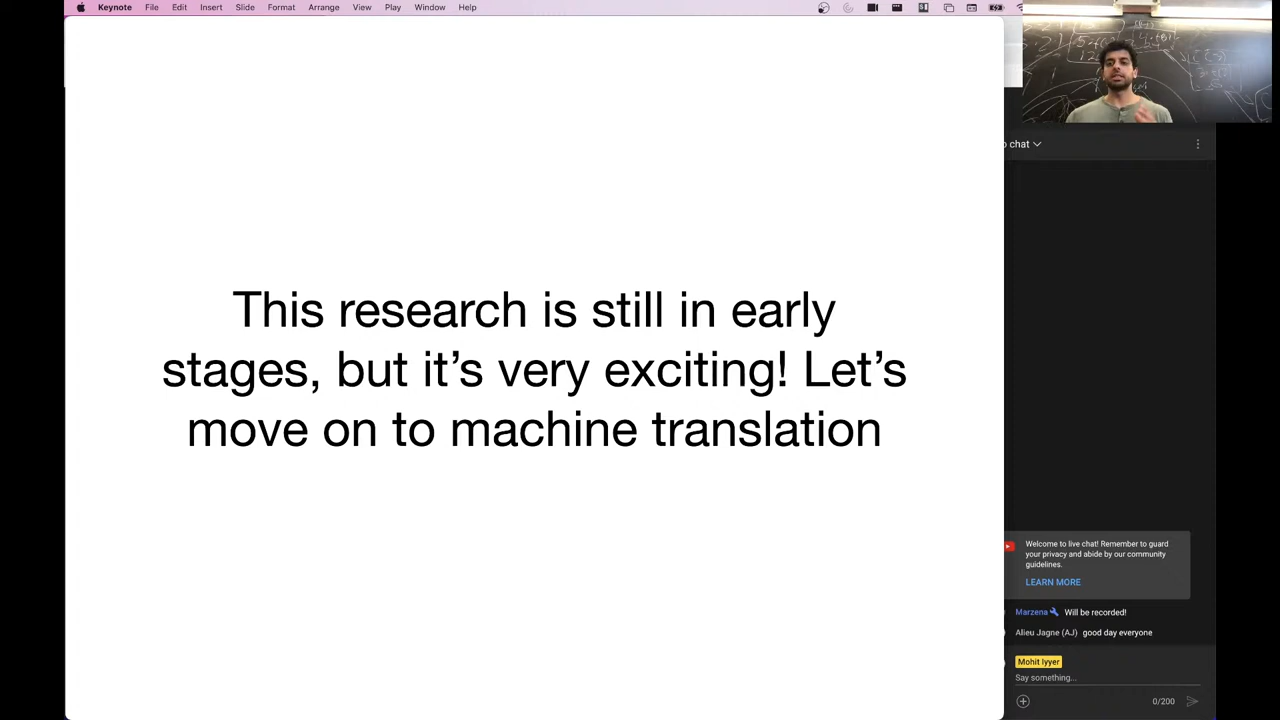 Keynote File Edit Insert Slide Format Arrange View Play Window Help
This research is still in early
stages, but it’s very exciting! Let’s
move on to machine translation
chat
Welcome to live chat! Remember to guard
your privacy and abide by our community
guidelines.
LEARN MORE
Marzena Will be recorded!
Alieu Jagne (AJ) good day everyone
Mohit Iyyer
Say something...
0/200